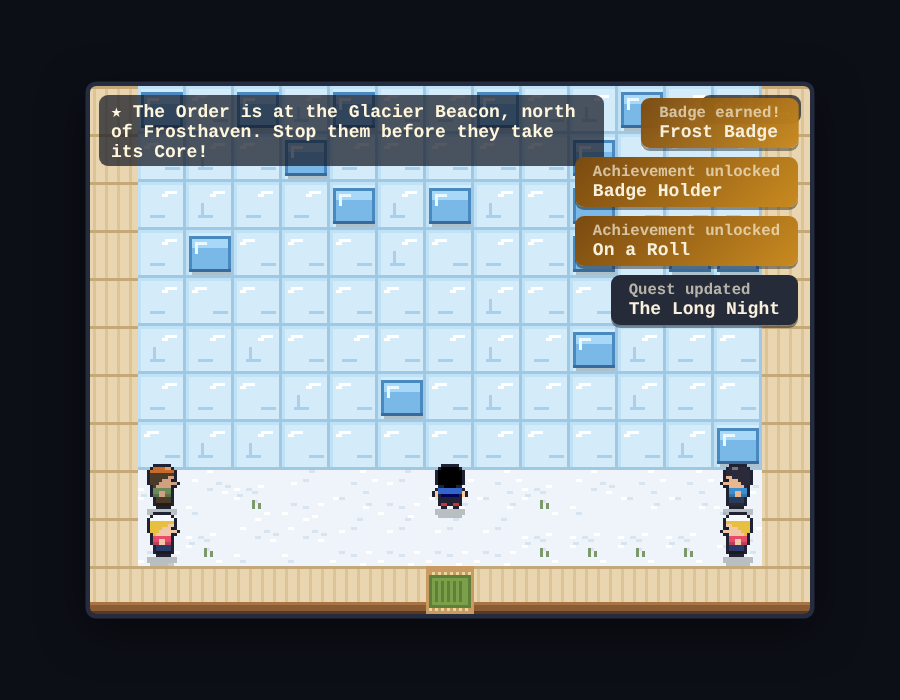 ★ The Order is at the Glacier Beacon, north
of Frosthaven. Stop them before they take
its Core!
Badge earned!
Frost Badge
Achievement unlocked
Badge Holder
Achievement unlocked
On a Roll
Quest updated
The Long Night